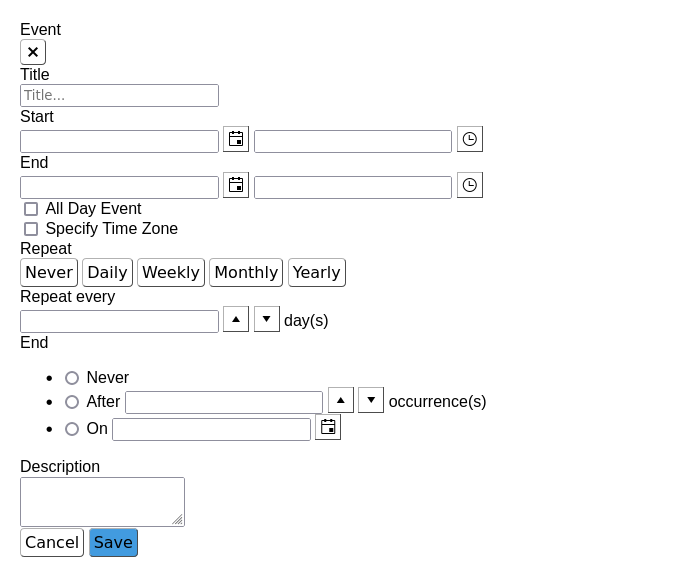 Event
Title
Title...
Start
End
All Day Event
Specify Time Zone
Repeat
Never Daily Weekly Monthly Yearly
Repeat every
day(s)
End
Never
After occurrence(s)
On
Description
Cancel Save